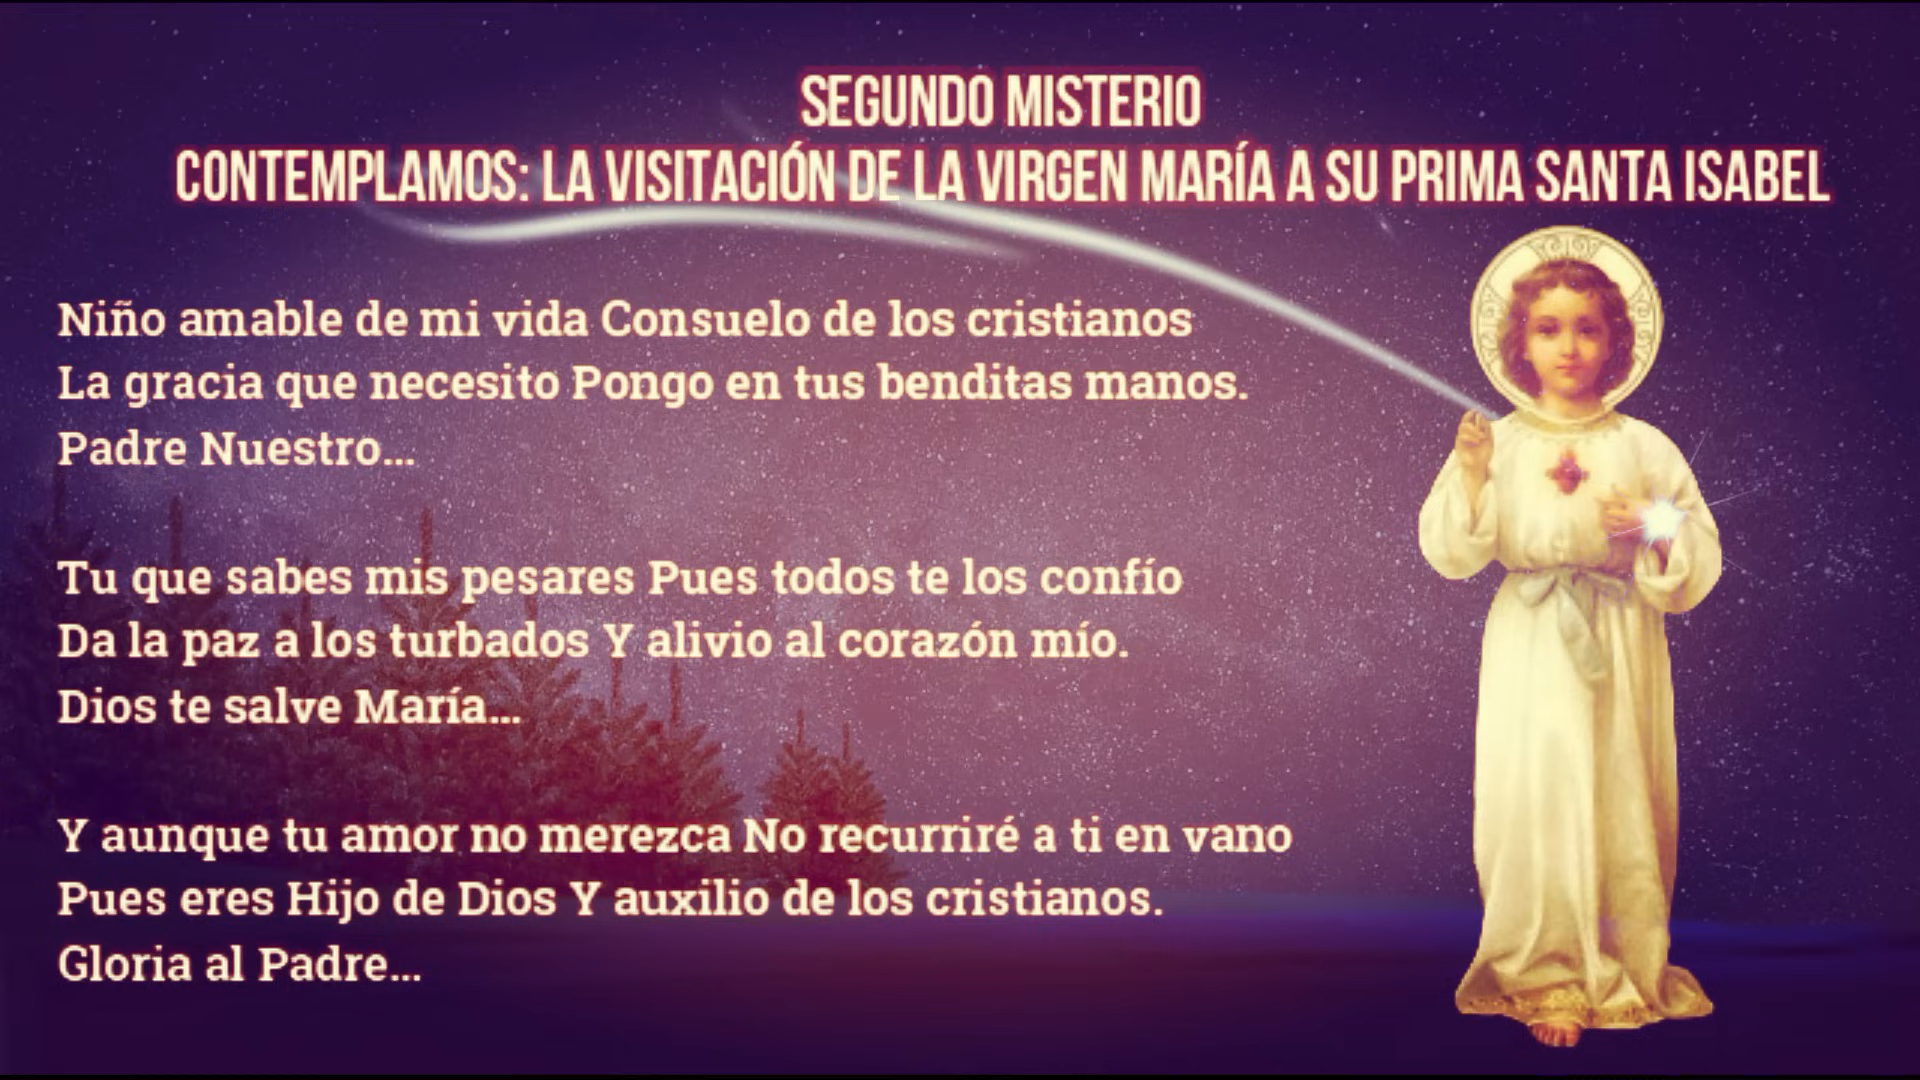 SEGUNDO MISTERIO
CONTEMPLAMOS: LA VISITACIÓN DE LA VIRGEN MARÍA A SU PRIMA SANTA ISABEL
Niño amable de mi vida Consuelo de los cristianos
La gracia que necesito Pongo en tus benditas manos.
Padre Nuestro...
Tu que sabes mis pesares Pues todos te los confío
Da la paz a los turbados Y alivio al corazón mío.
Dios te salve María...
Y aunque tu amor no merezca No recurriré a ti en vano
Pues eres Hijo de Dios Y auxilio de los cristianos.
Gloria al Padre...